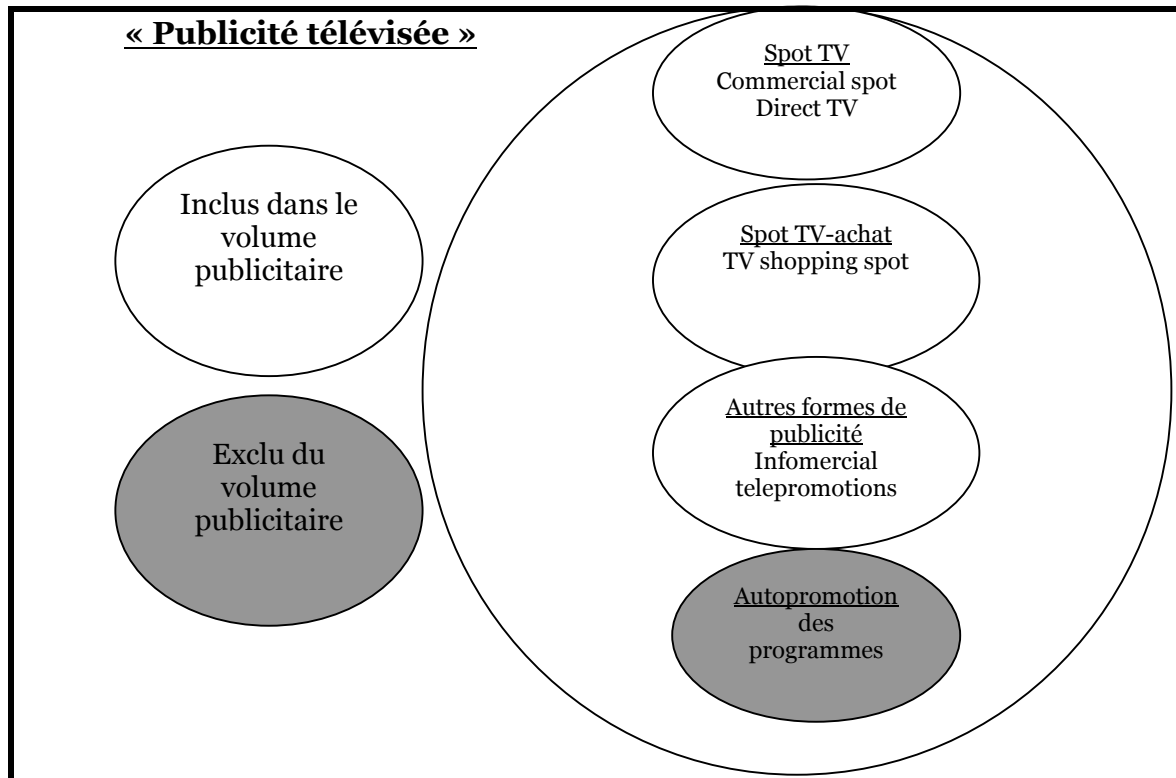 « Publicité télévisée »
Spot TV
Commercial spot
Direct TV
Inclus dans le
volume
publicitaire
Spot TV-achat
TV shopping spot
Autres formes de
publicité
Infomercial
telepromotions
Exclu du
volume
publicitaire
Autopromotion
des
programmes